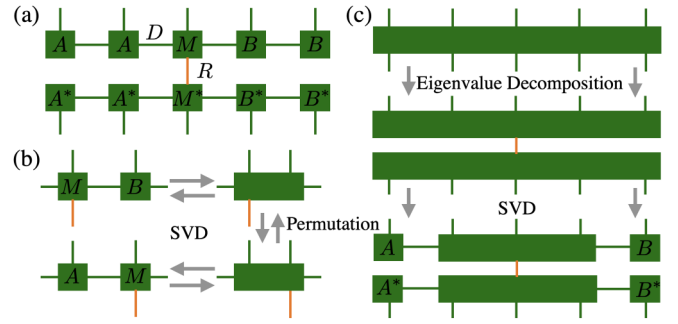 (a)
A A D M B B
R
A* A* M* B* B*
(b)
M B
SVD
Permutation
A M
(c)
Eigenvalue Decomposition
SVD
A B
A* B*